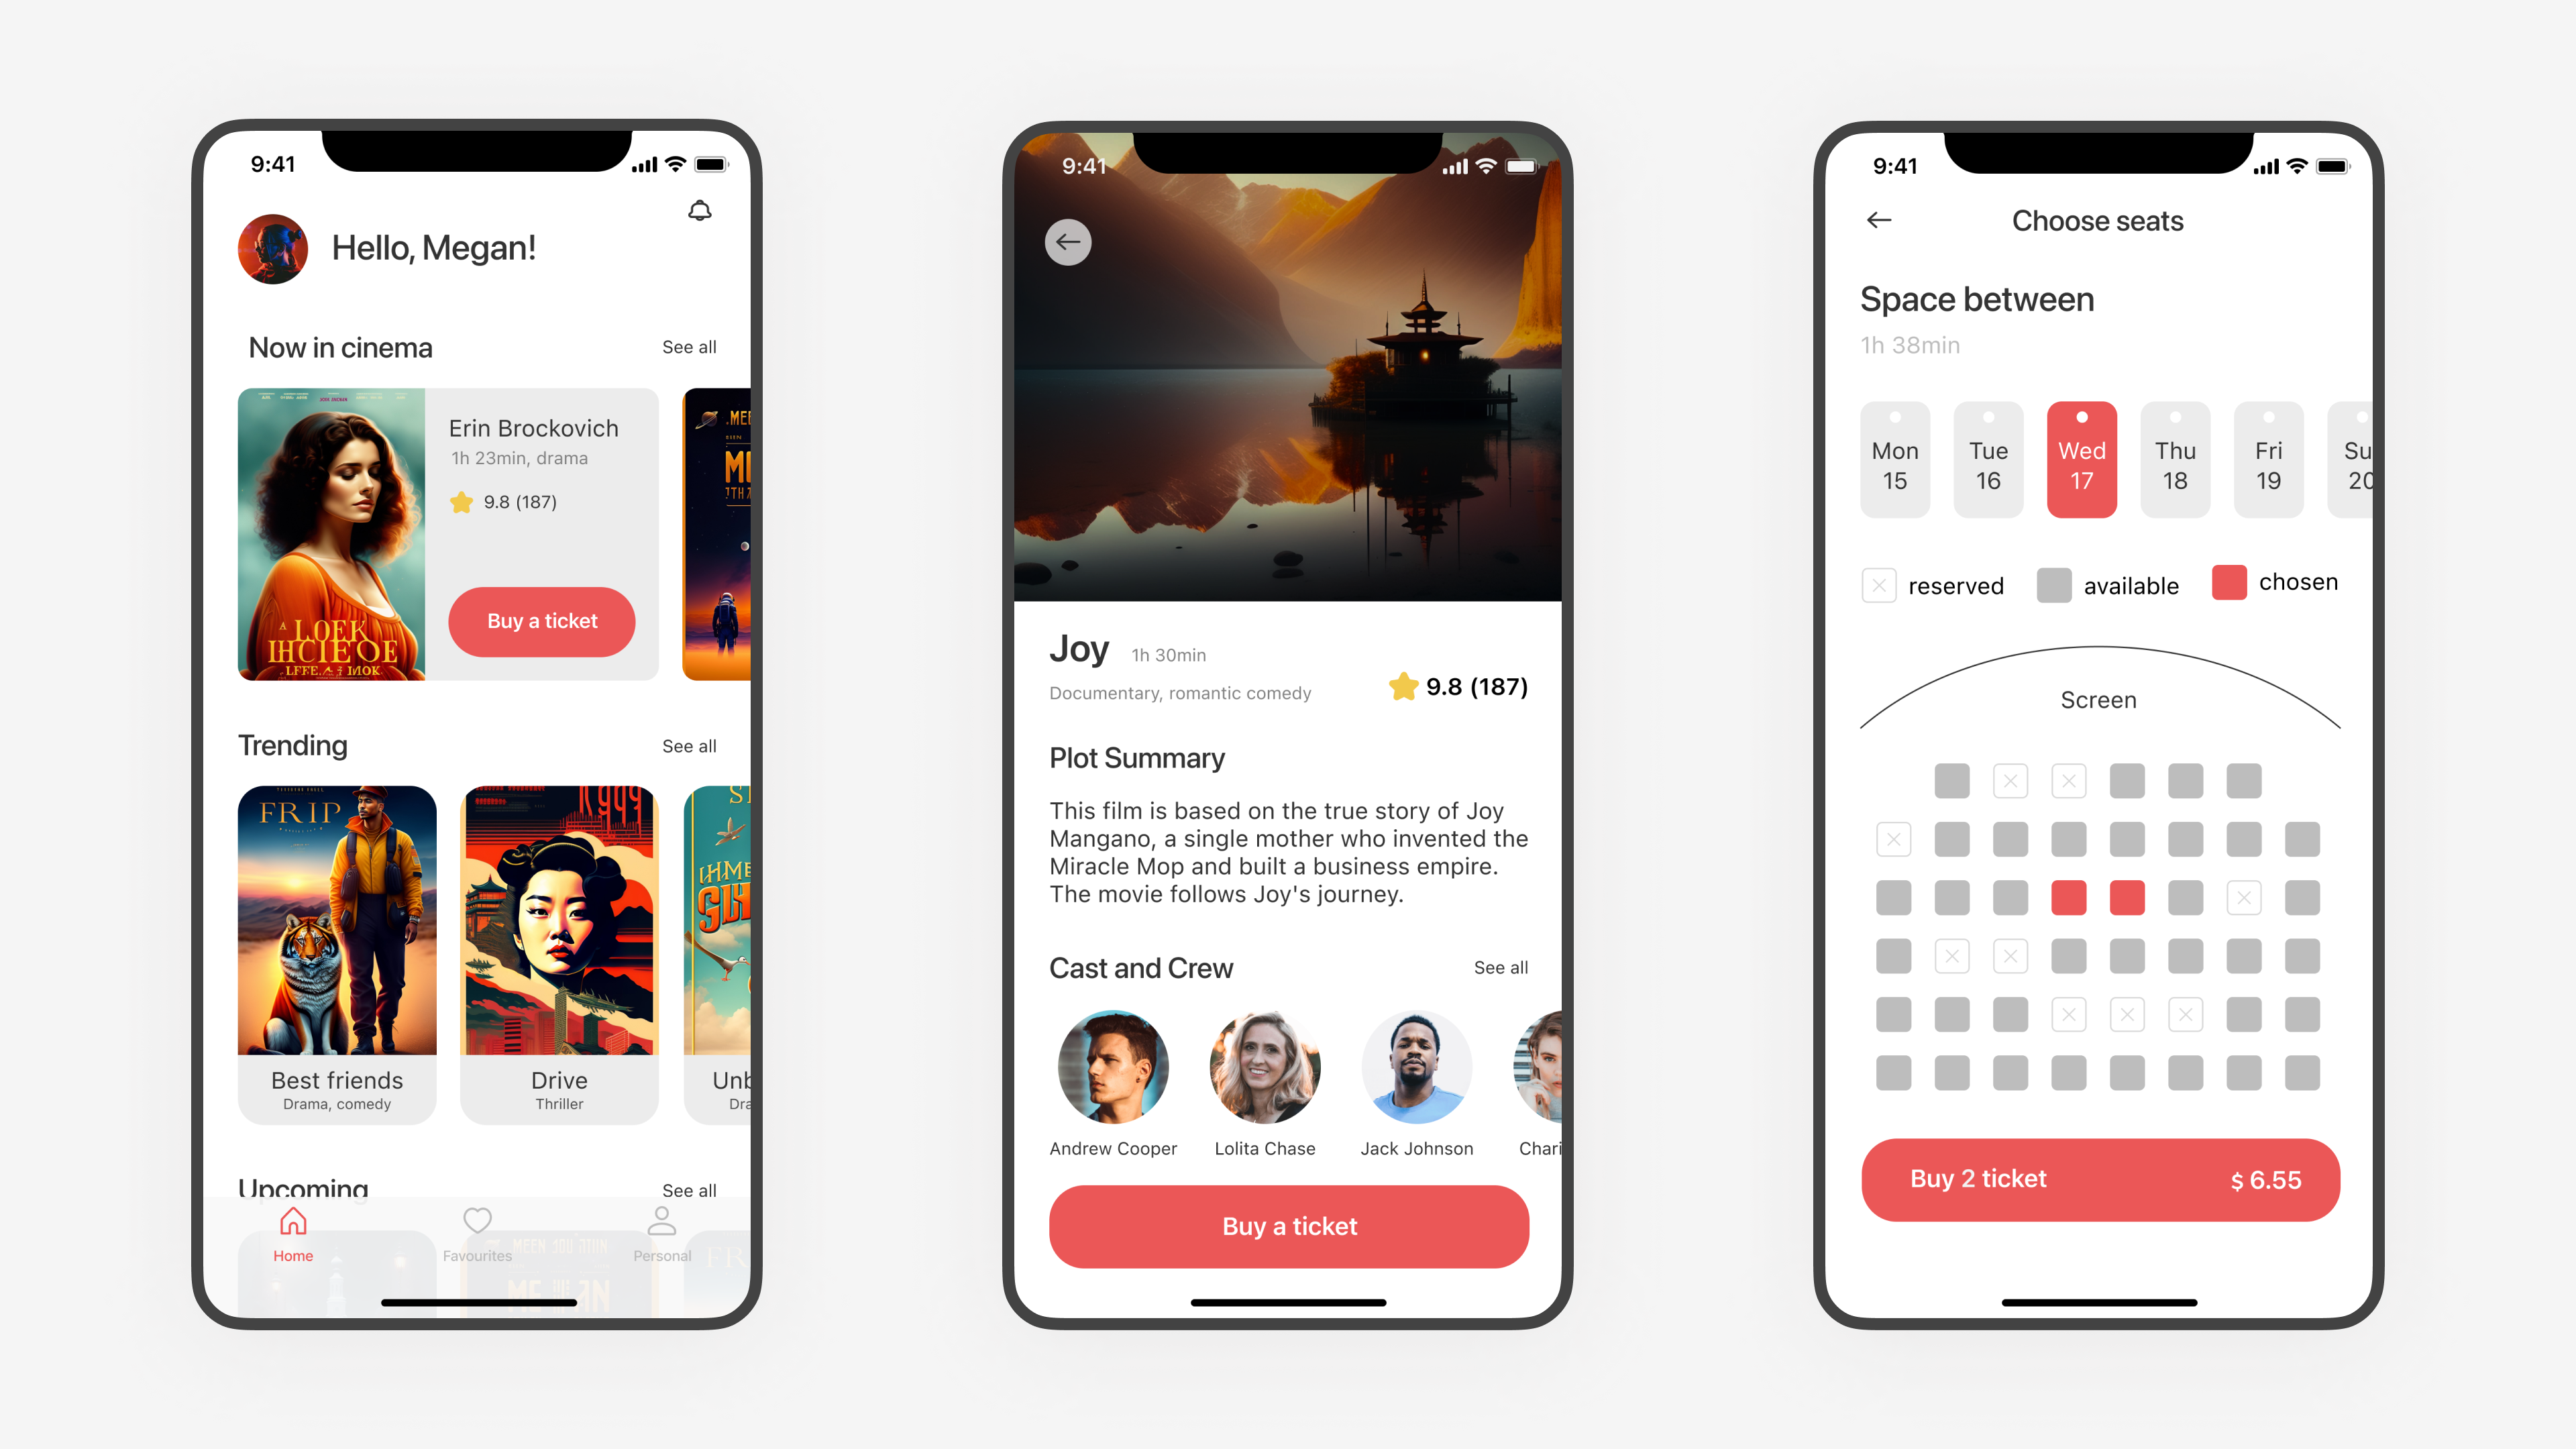 9:41
Hello, Megan!
Now in cinema
See all
Erin Brockovich
1h 23min, drama
9.8 (187)
Buy a ticket
A LOEK
IHCIEOE
MEE
Trending
See all
FRIP
Best friends
Drama, comedy
Drive
Thriller
Unb
Dra
Upcoming
See all
Home
Favourites
Personal
9:41
Joy
1h 30min
Documentary, romantic comedy
9.8 (187)
Plot Summary
This film is based on the true story of Joy
Mangano, a single mother who invented the
Miracle Mop and built a business empire.
The movie follows Joy's journey.
Cast and Crew
See all
Andrew Cooper
Lolita Chase
Jack Johnson
Chari
Buy a ticket
9:41
Choose seats
Space between
1h 38min
Mon
15
Tue
16
Wed
17
Thu
18
Fri
19
Su
20
reserved
available
chosen
Screen
Buy 2 ticket
$ 6.55